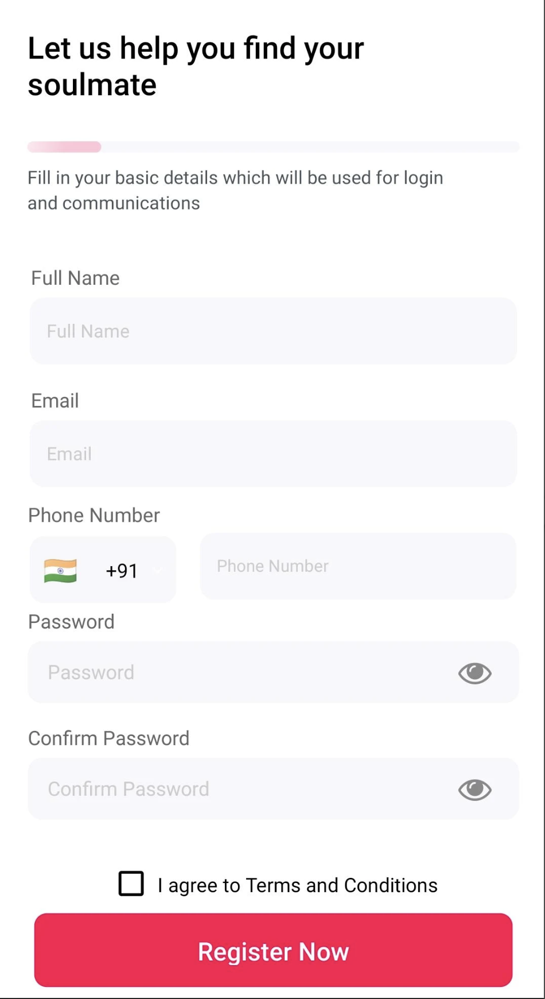 Let us help you find your
soulmate
Fill in your basic details which will be used for login
and communications
Full Name
Full Name
Email
Email
Phone Number
+91
Phone Number
Password
Password
Confirm Password
Confirm Password
I agree to Terms and Conditions
Register Now